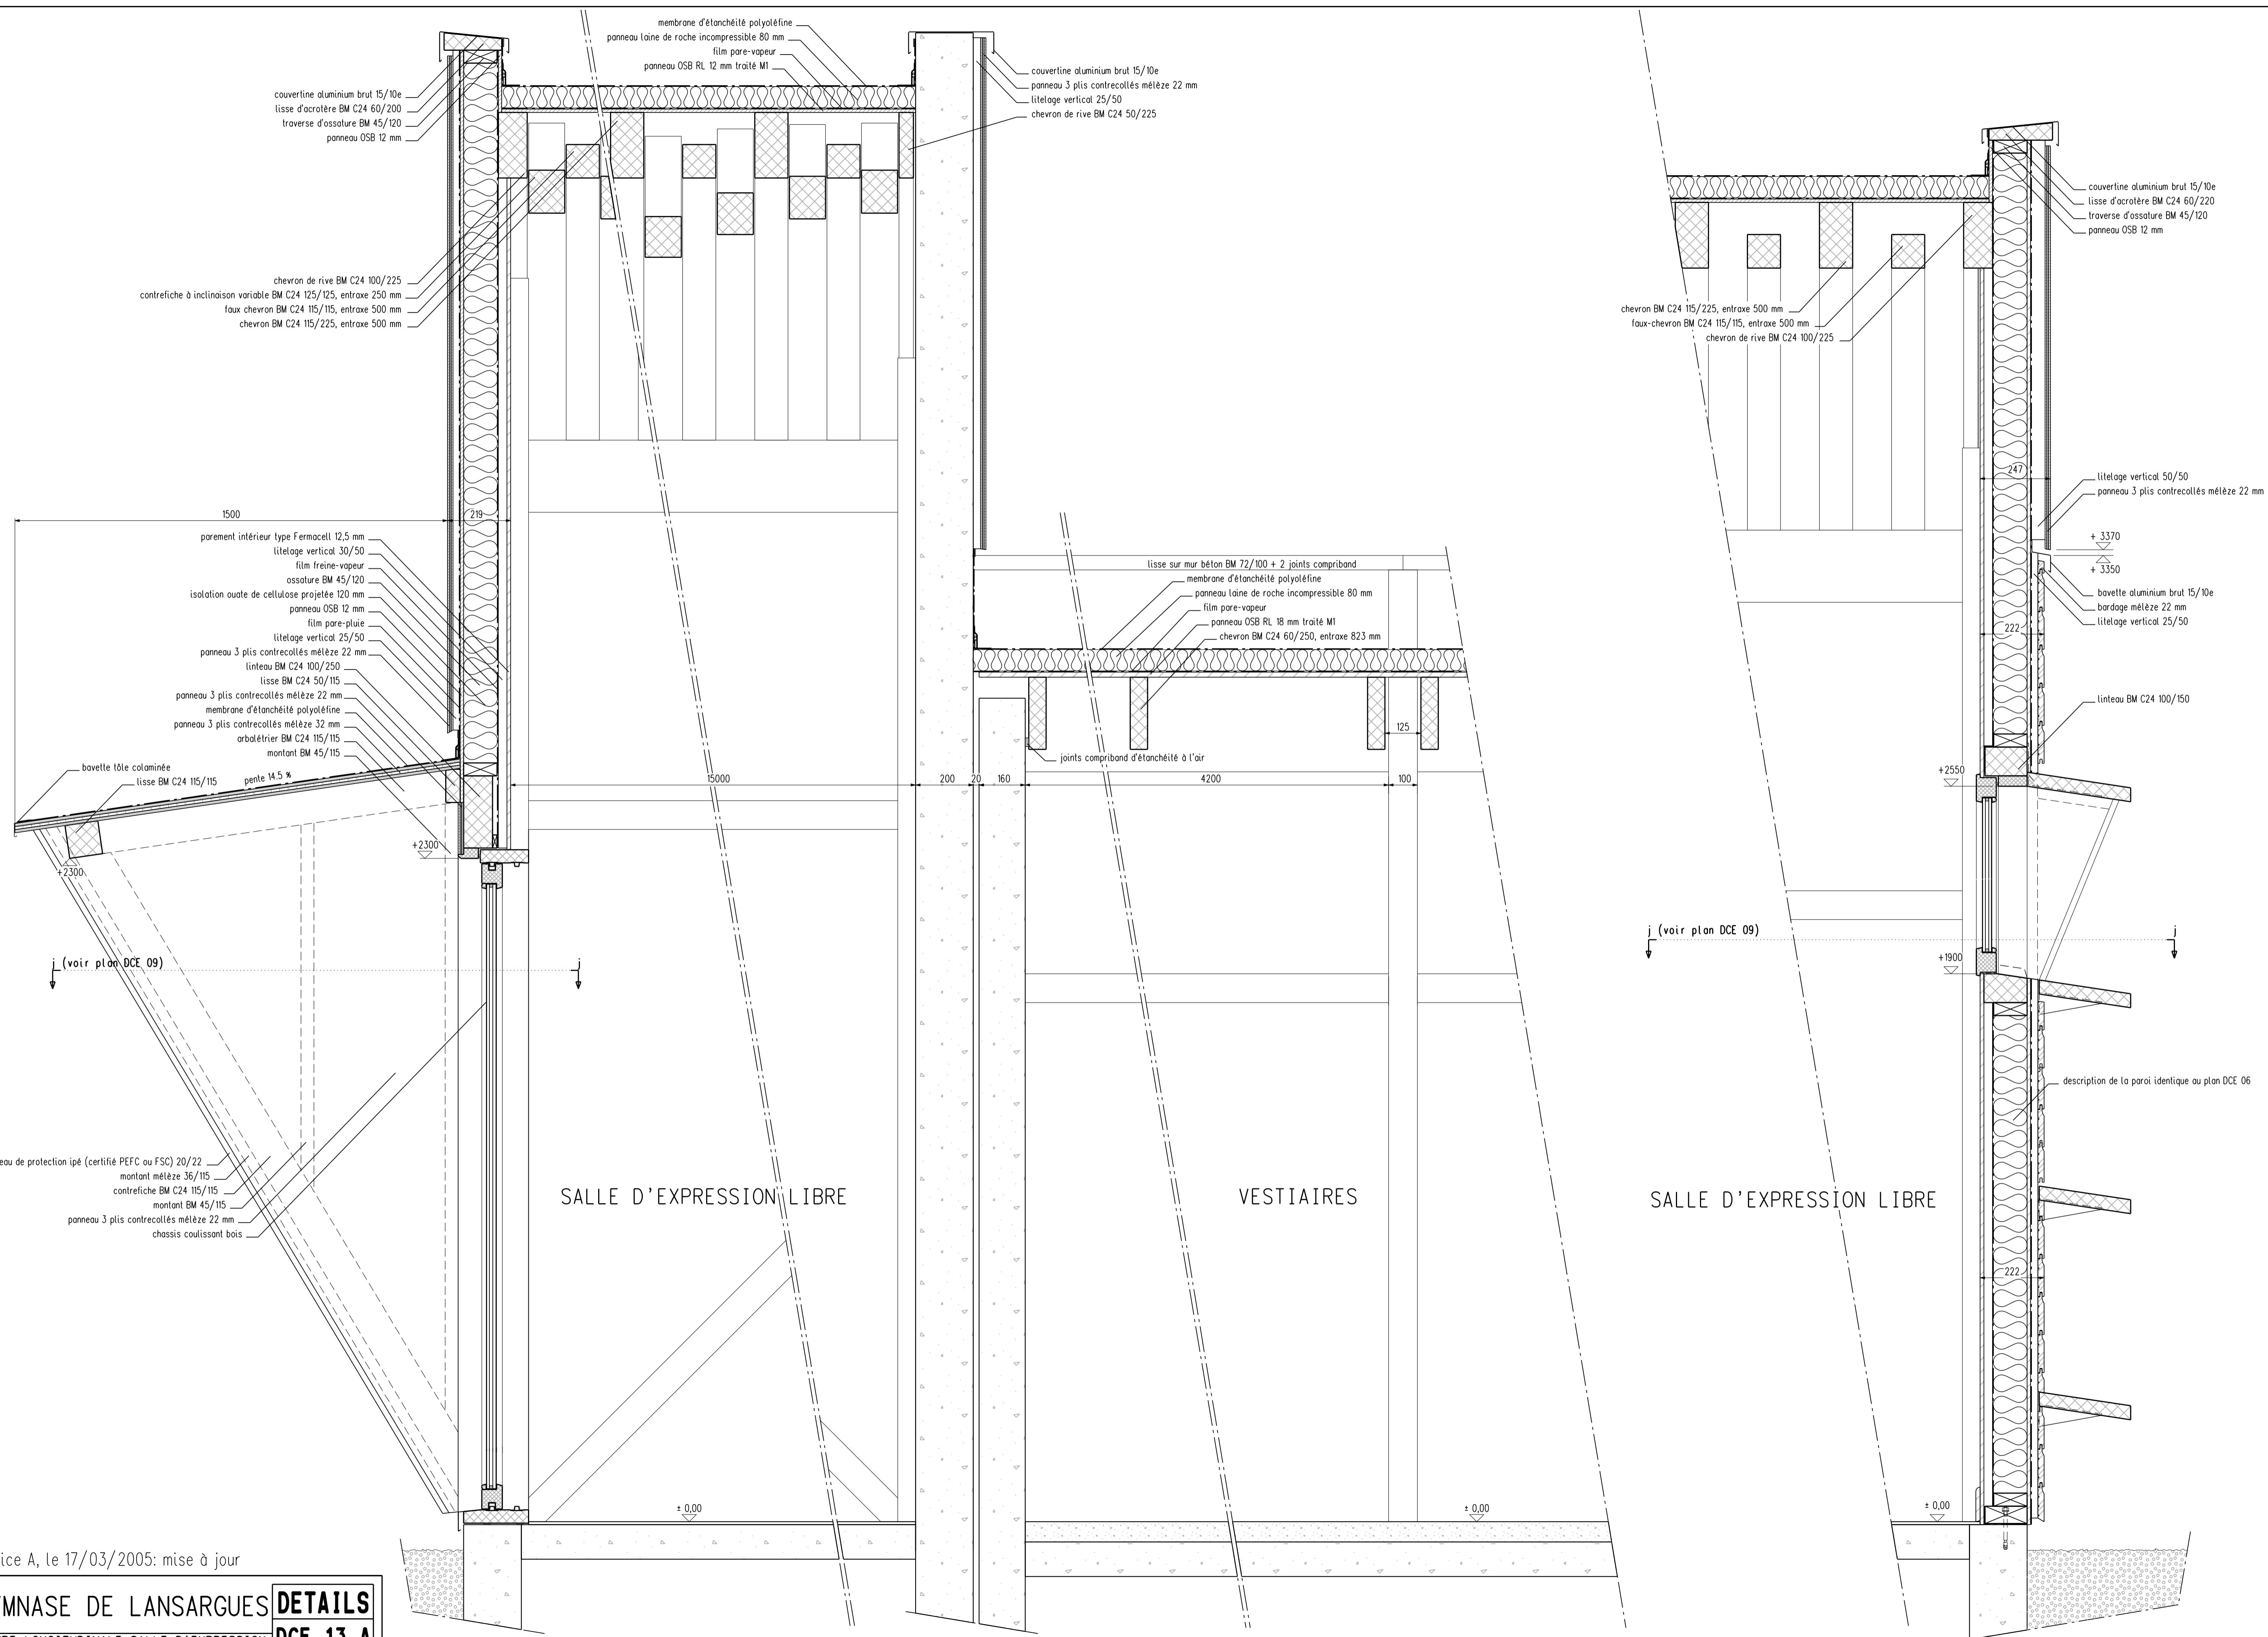 membrane d'étanchéité polyoléfine
panneau laine de roche incompressible 80 mm
film pare-vapeur
panneau OSB RL 12 mm traité M1
couvertine aluminium brut 15/10e
lisse d'acrotère BM C24 60/200
traverse d'ossature BM 45/120
panneau OSB 12 mm
couvertine aluminium brut 15/10e
panneau 3 plis contrecollés mélèze 22 mm
litelage vertical 25/50
chevron de rive BM C24 50/225
chevron de rive BM C24 100/225
contrefiche à inclinaison variable BM C24 125/125, entraxe 250 mm
faux chevron BM C24 115/115, entraxe 500 mm
chevron BM C24 115/225, entraxe 500 mm
couvertine aluminium brut 15/10e
lisse d'acrotère BM C24 60/220
traverse d'ossature BM 45/120
panneau OSB 12 mm
chevron BM C24 115/225, entraxe 500 mm
faux-chevron BM C24 115/115, entraxe 500 mm
chevron de rive BM C24 100/225
1500
219
parement intérieur type Fermacell 12,5 mm
litelage vertical 30/50
film freine-vapeur
ossature BM 45/120
isolation ouate de cellulose projetée 120 mm
panneau OSB 12 mm
film pare-pluie
litelage vertical 25/50
panneau 3 plis contrecollés mélèze 22 mm
linteau BM C24 100/250
lisse BM C24 50/115
panneau 3 plis contrecollés mélèze 22 mm
membrane d'étanchéité polyoléfine
panneau 3 plis contrecollés mélèze 32 mm
arbalétrier BM C24 115/115
montant BM 45/115
bavette tôle colaminée
lisse BM C24 115/115
pente 14.5 %
+2300
+2300
lisse sur mur béton BM 72/100 + 2 joints compriband
membrane d'étanchéité polyoléfine
panneau laine de roche incompressible 80 mm
film pare-vapeur
panneau OSB RL 18 mm traité M1
chevron BM C24 60/250, entraxe 823 mm
125
joints compriband d'étanchéité à l'air
15000
200
20
160
4200
100
247
litelage vertical 50/50
panneau 3 plis contrecollés mélèze 22 mm
+ 3370
+ 3350
bavette aluminium brut 15/10e
bardage mélèze 22 mm
litelage vertical 25/50
222
linteau BM C24 100/150
+2550
+1900
j (voir plan DCE 09)
j
j (voir plan DCE 09)
j
description de la paroi identique au plan DCE 06
eau de protection ipé (certifié PEFC ou FSC) 20/22
montant mélèze 36/115
contrefiche BM C24 115/115
montant BM 45/115
panneau 3 plis contrecollés mélèze 22 mm
chassis coulissant bois
SALLE D'EXPRESSION LIBRE
VESTIAIRES
SALLE D'EXPRESSION LIBRE
222
± 0,00
± 0,00
± 0,00
ice A, le 17/03/2005: mise à jour
MNASE DE LANSARGUES
DETAILS
DCE 13 A